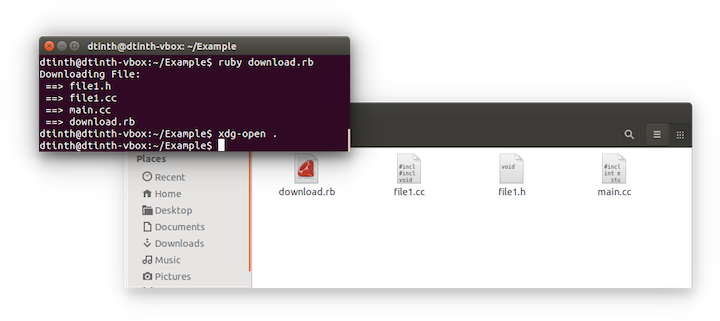 dtinth@dtinth-vbox: ~/Example
dtinth@dtinth-vbox:~/Example$ ruby download.rb
Downloading File:
==> file1.h
==> file1.cc
==> main.cc
==> download.rb
dtinth@dtinth-vbox:~/Example$ xdg-open .
dtinth@dtinth-vbox:~/Example$
Places
Recent
Home
Desktop
Documents
Downloads
Music
Pictures
download.rb
#incl
#incl
void
file1.cc
void
file1.h
#incl
int m
stu
main.cc